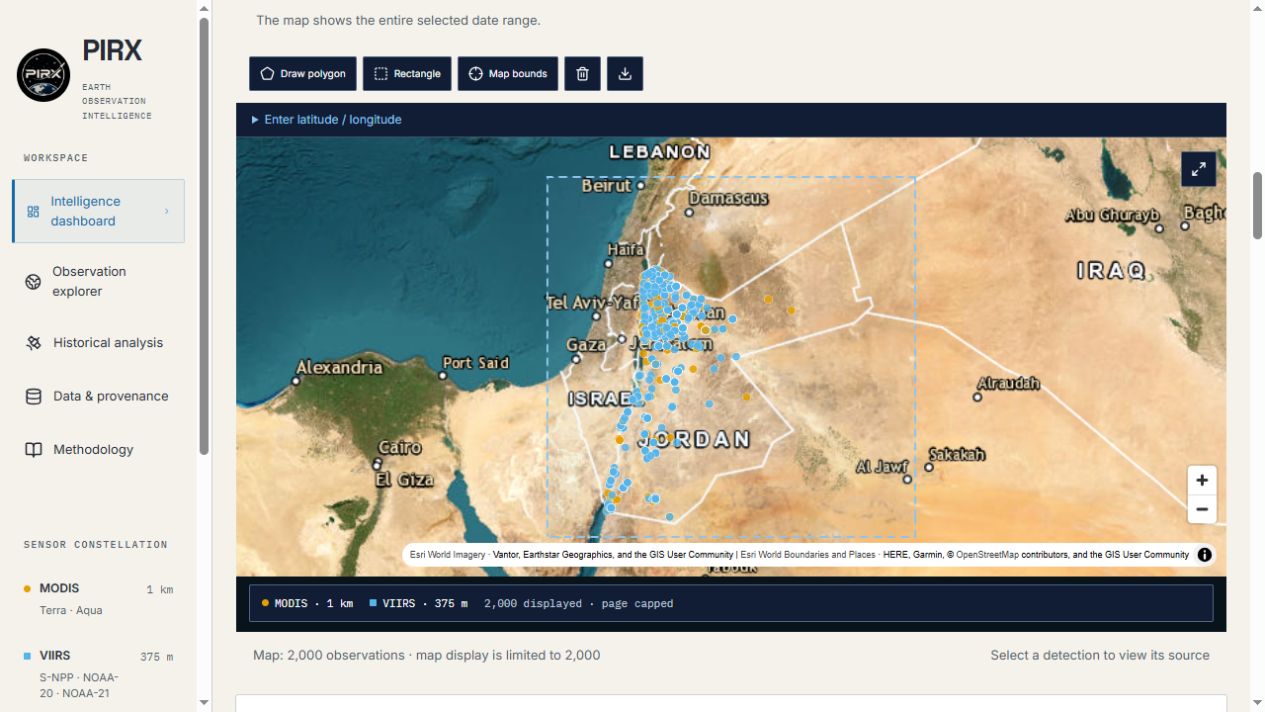 The map shows the entire selected date range.
PIRX
PIRX
EARTH
OBSERVATION
INTELLIGENCE
WORKSPACE
Intelligence
dashboard
Observation
explorer
Historical analysis
Data & provenance
Methodology
SENSOR CONSTELLATION
MODIS 1 km
Terra · Aqua
VIIRS 375 m
S-NPP · NOAA-
20 · NOAA-21
Draw polygon Rectangle Map bounds
Enter latitude / longitude
LEBANON
Beirut
Damascus
Abu Ghurayb
Haifa
IRAQ
Tel Aviv-Yaf
Gaza
Alexandria
Port Said
Alraudah
ISRAE
JORDAN
Cairo
Sakakah
Al Jawf
El Giza
Esri World Imagery · Vantor, Earthstar Geographics, and the GIS User Community | Esri World Boundaries and Places · HERE, Garmin, © OpenStreetMap contributors, and the GIS User Community
MODIS · 1 km VIIRS · 375 m 2,000 displayed · page capped
Map: 2,000 observations · map display is limited to 2,000
Select a detection to view its source